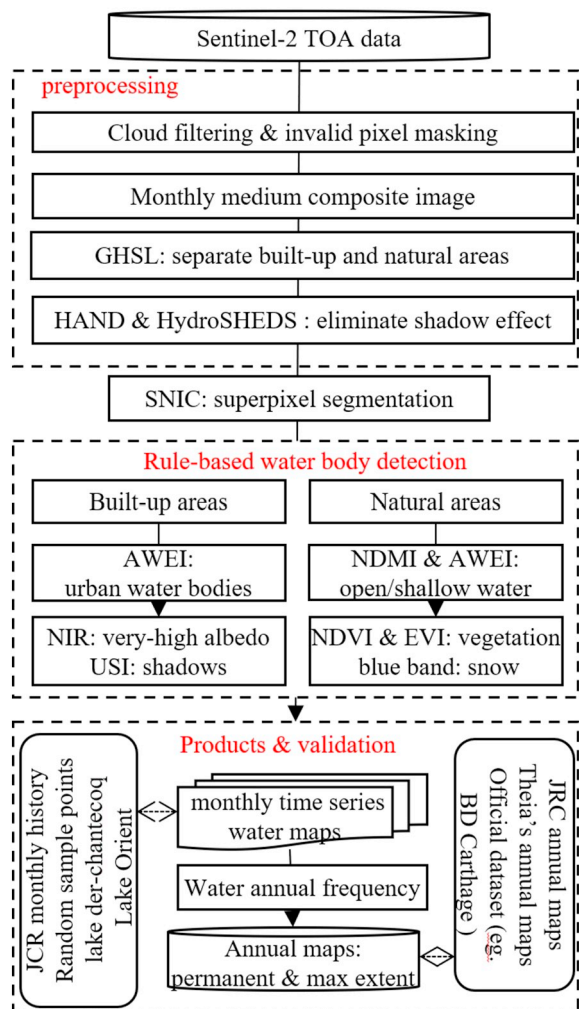 Sentinel-2 TOA data
preprocessing
Cloud filtering & invalid pixel masking
Monthly medium composite image
GHSL: separate built-up and natural areas
HAND & HydroSHEDS : eliminate shadow effect
SNIC: superpixel segmentation
Rule-based water body detection
Built-up areas
AWEI:
urban water bodies
NIR: very-high albedo
USI: shadows
Natural areas
NDMI & AWEI:
open/shallow water
NDVI & EVI: vegetation
blue band: snow
Products & validation
JCR monthly history
Random sample points
lake der-chantecoq
Lake Orient
monthly time series
water maps
Water annual frequency
Annual maps:
permanent & max extent
JRC annual maps
Theia's annual maps
Official dataset (eg.
BD Carthage )